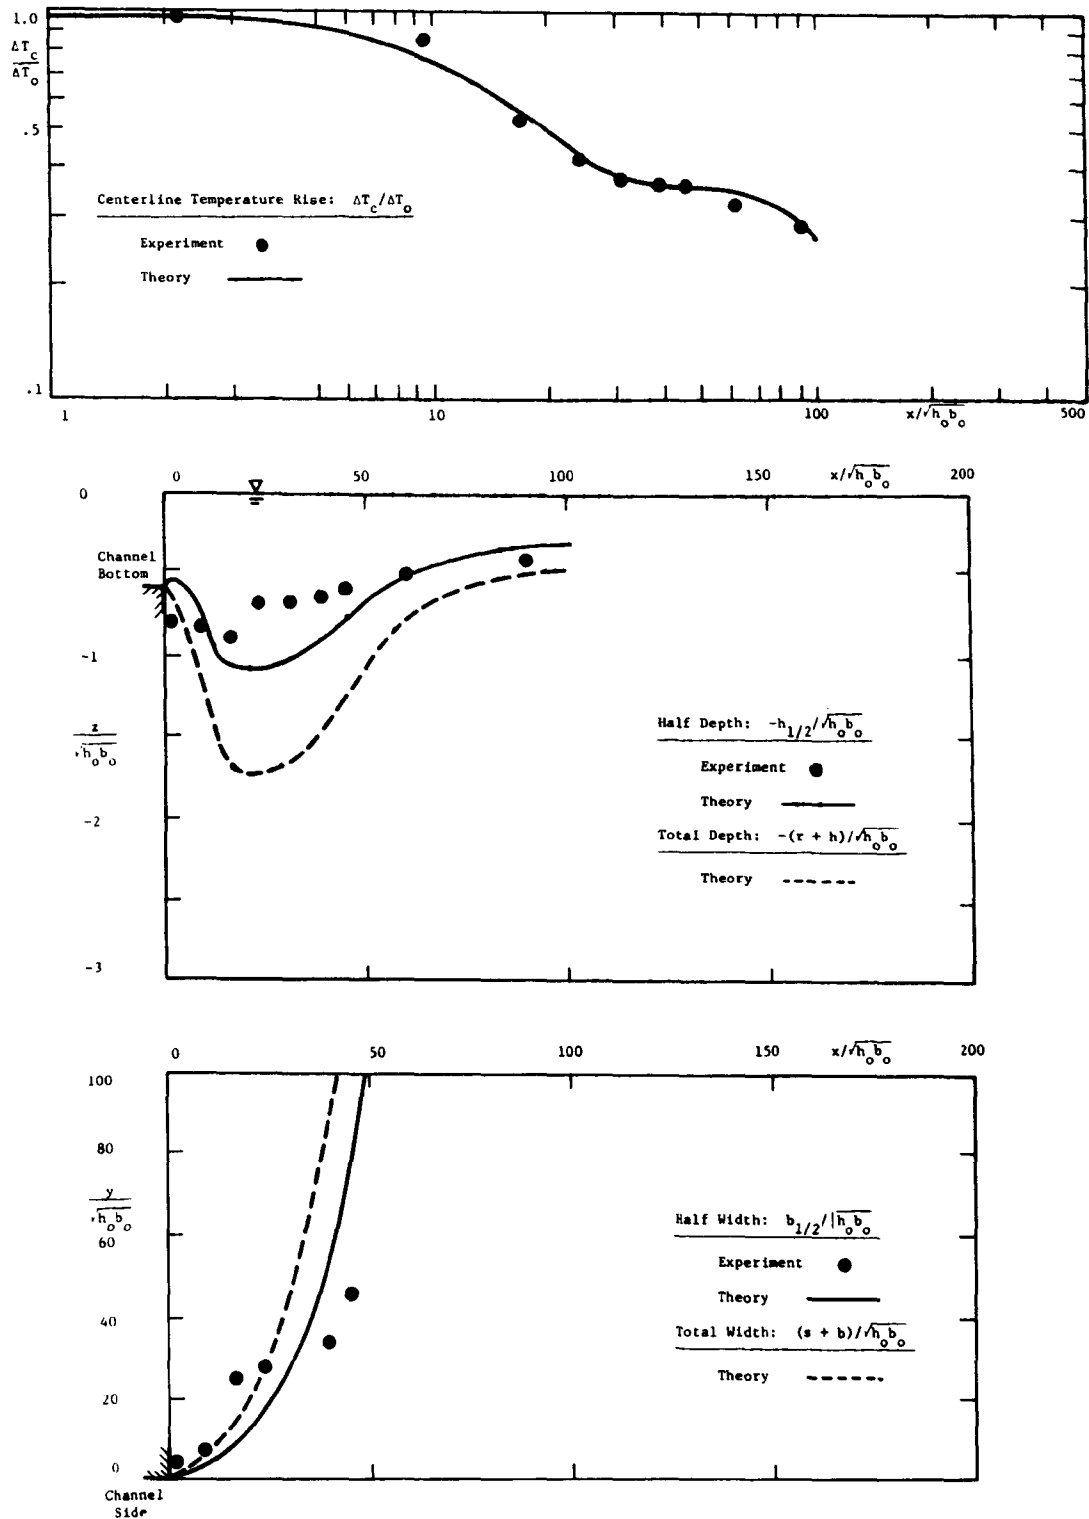 1.0
ΔT_c
ΔT_o
.5
Centerline Temperature Rise: ΔT_c/ΔT_o
Experiment
Theory
.1
1 10 100 x/√h_o b_o 500
0 50 100 150 x/√h_o b_o 200
0
Channel
Bottom
-1
z
√h_o b_o
Half Depth: -h_1/2/√h_o b_o
Experiment
Theory
-2
Total Depth: -(r + h)/√h_o b_o
Theory
-3
0 50 100 150 x/√h_o b_o 200
100
80
y
√h_o b_o
60
Half Width: b_1/2/√h_o b_o
Experiment
Theory
40
Total Width: (s + b)/√h_o b_o
Theory
20
0
Channel
Side